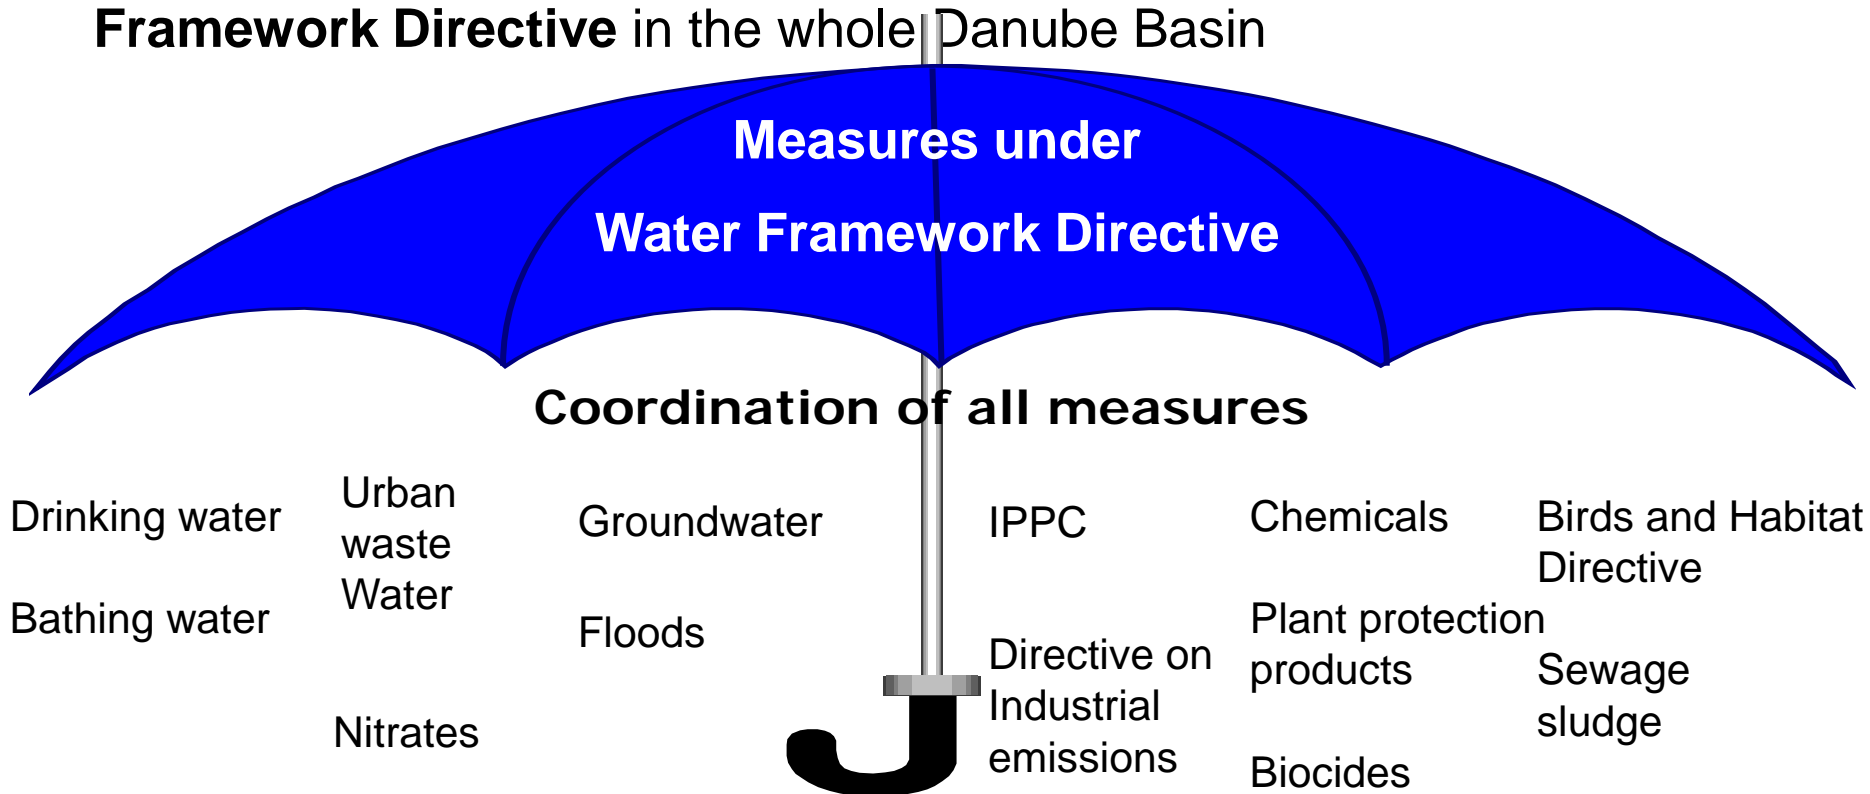 Framework Directive in the whole Danube Basin
Measures under
Water Framework Directive
Coordination of all measures
Drinking water
Bathing water
Urban
waste
Water
Nitrates
Groundwater
Floods
IPPC
Directive on
Industrial
emissions
Chemicals
Plant protection
products
Biocides
Birds and Habitat
Directive
Sewage
sludge